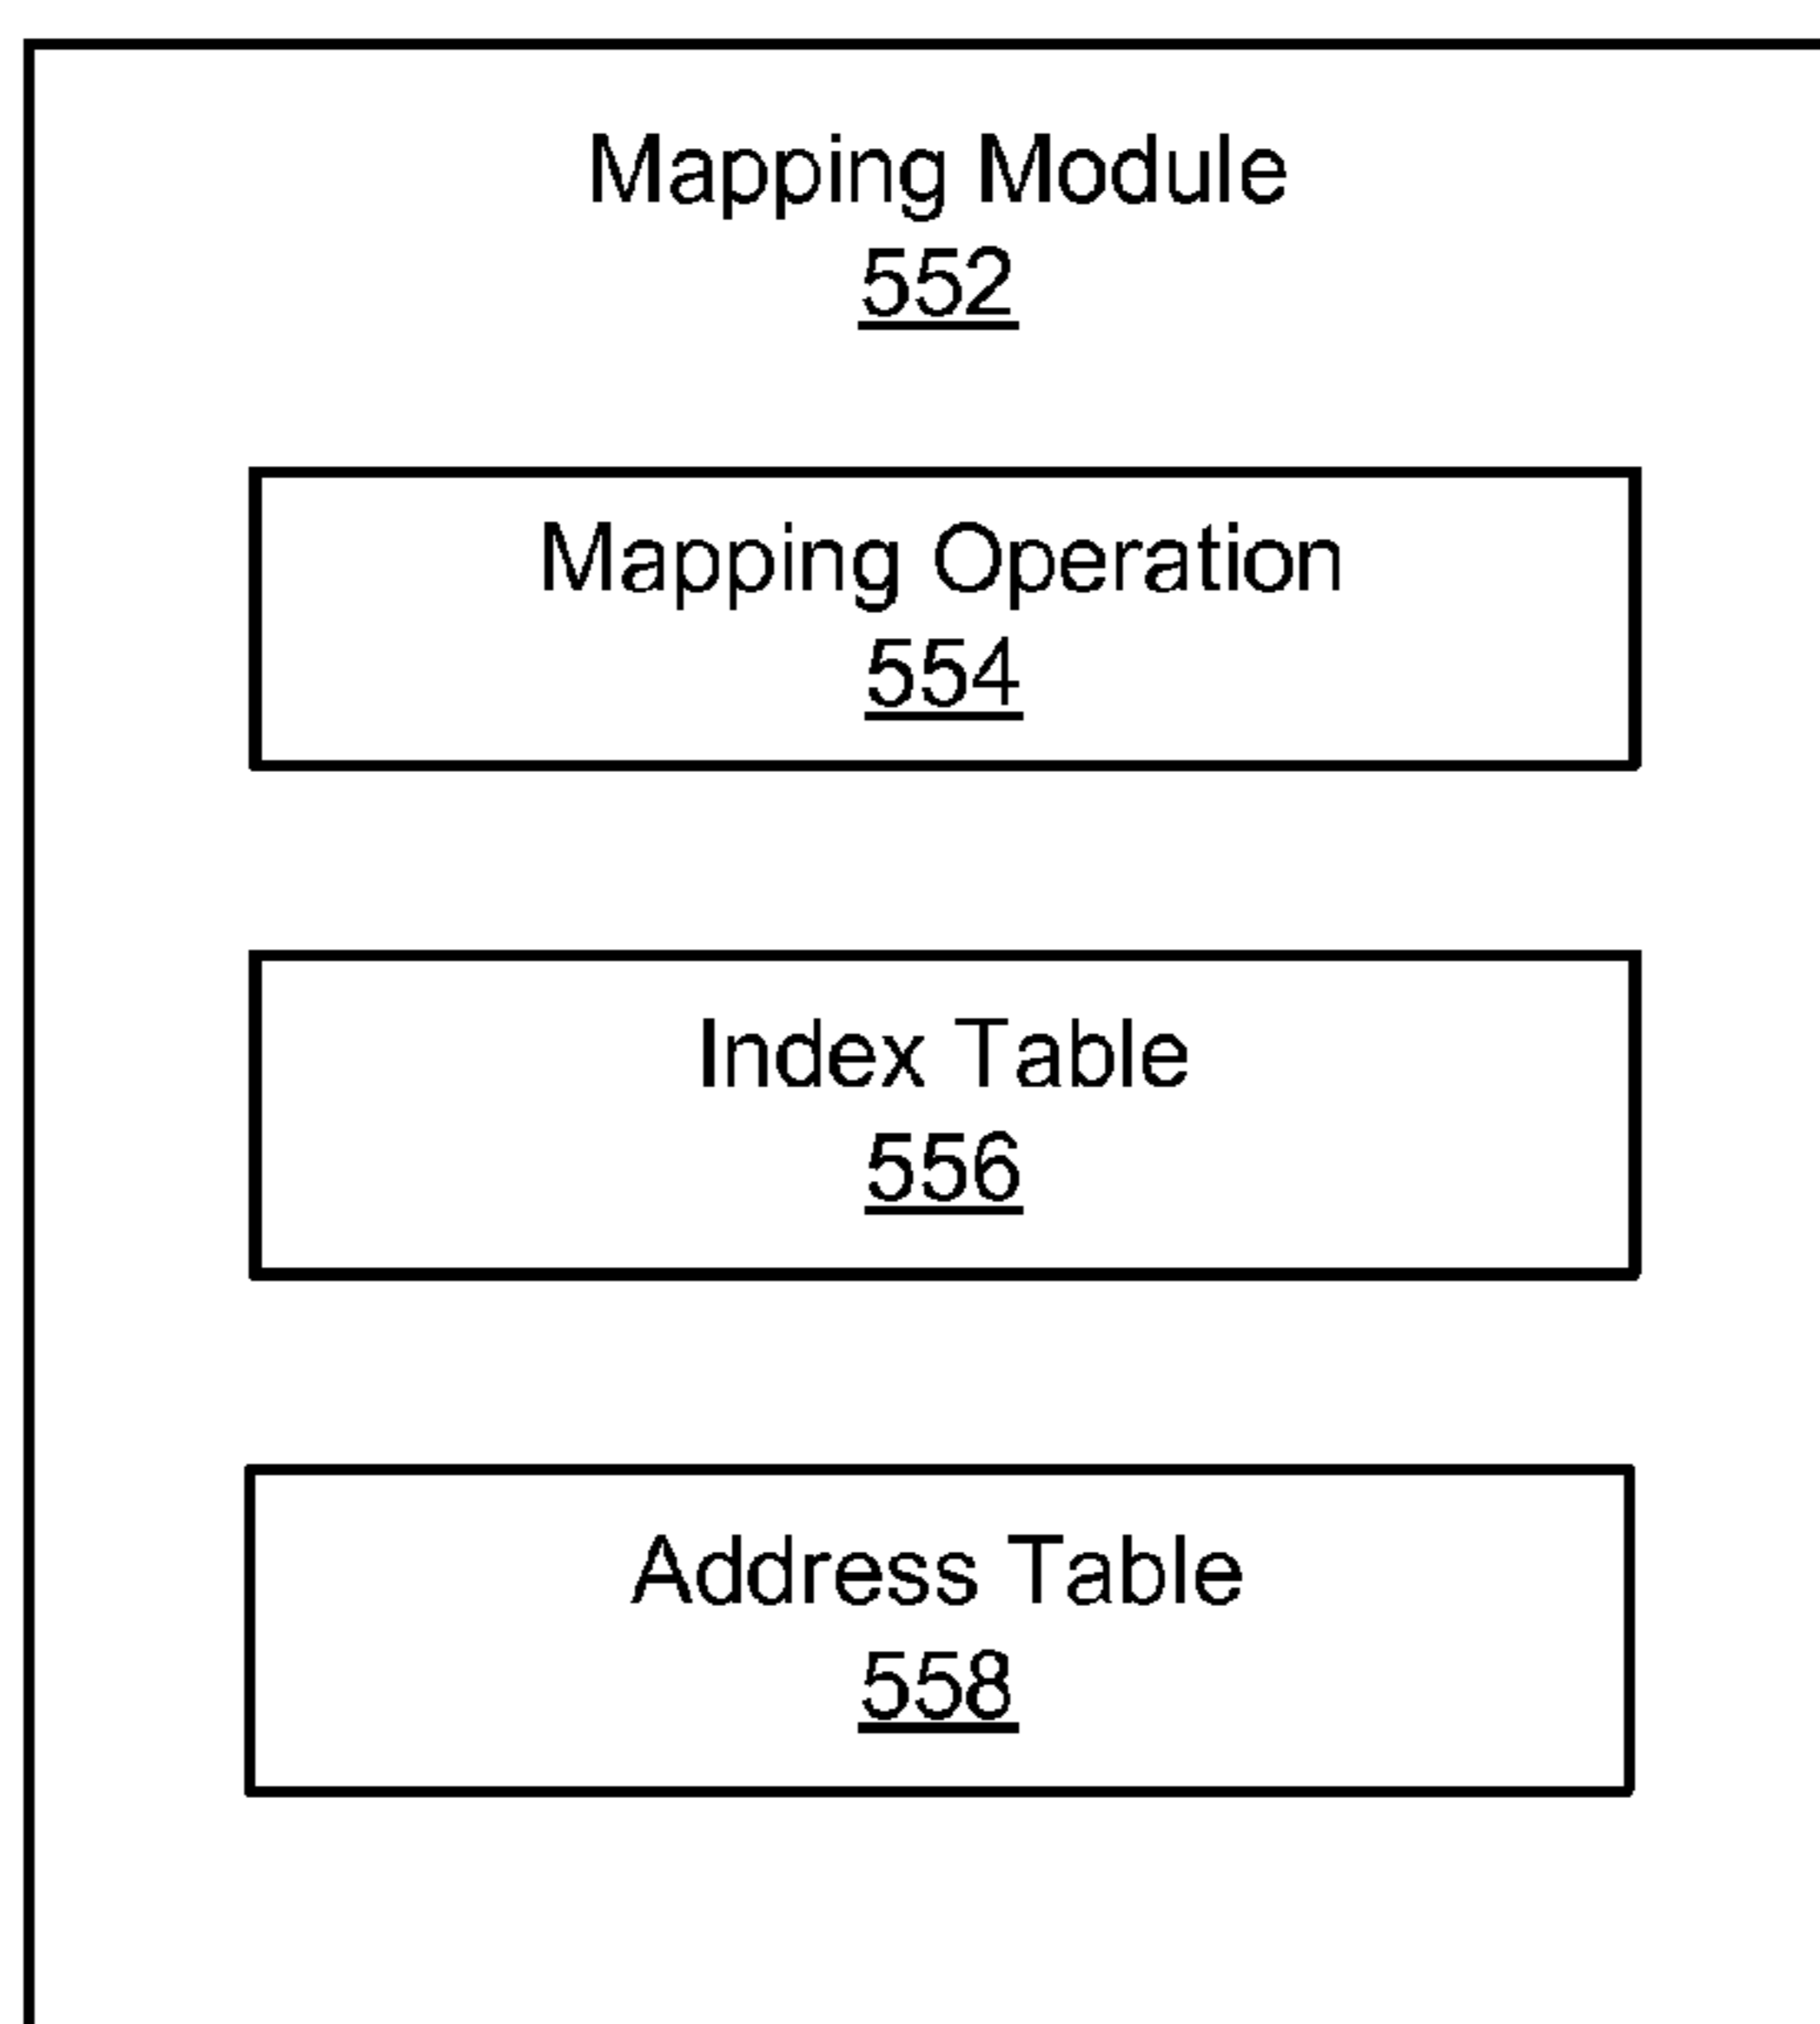 Mapping Module
552
Mapping Operation
554
Index Table
556
Address Table
558